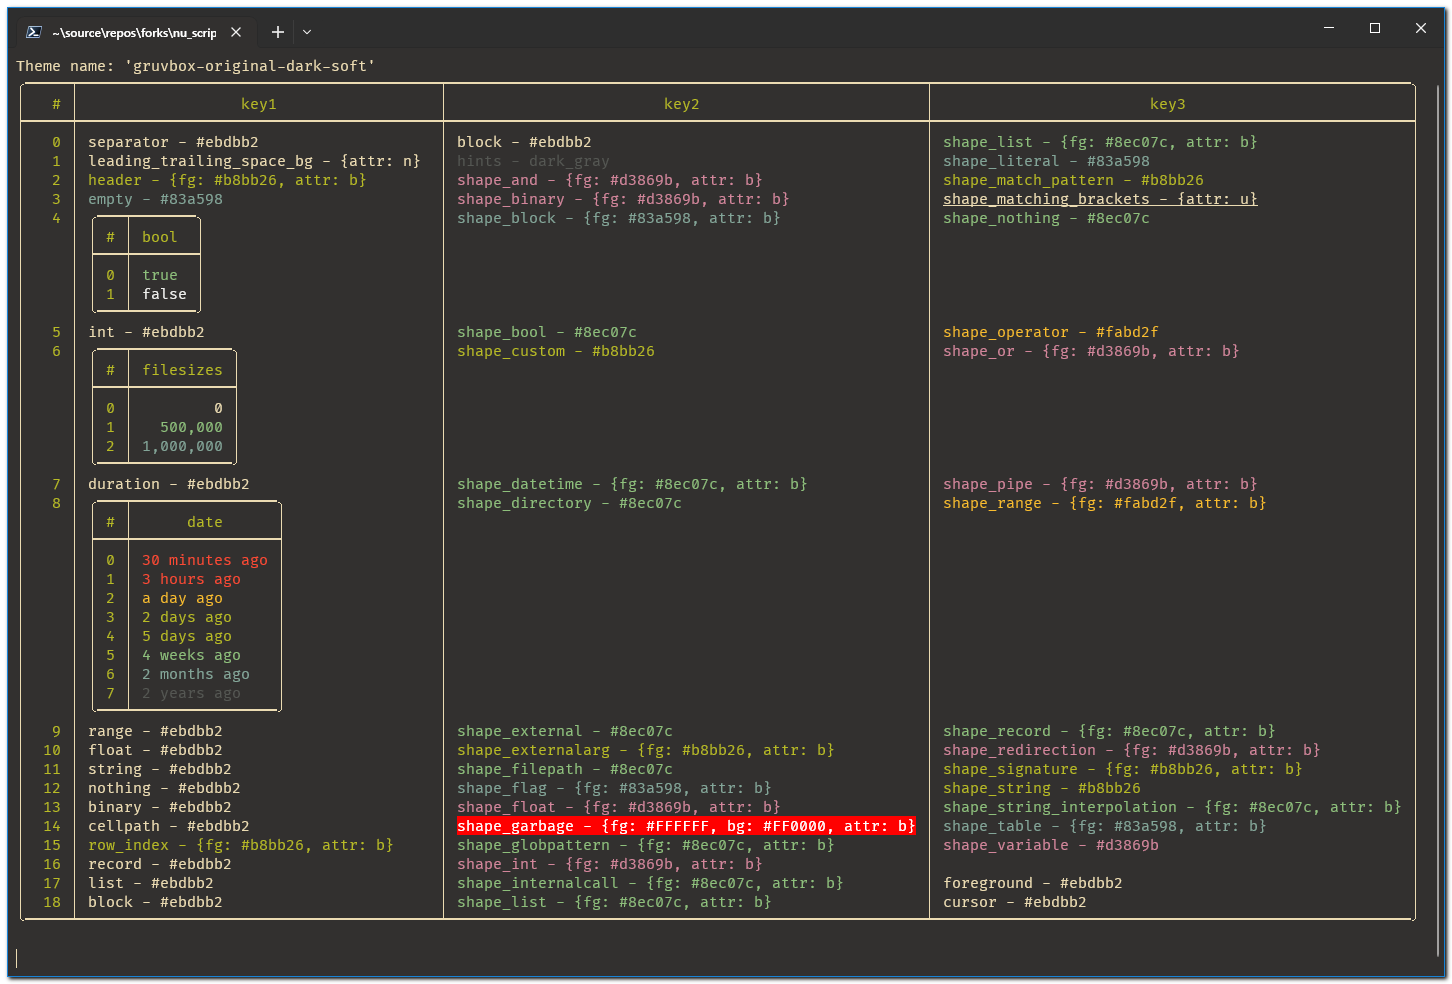 ~\source\repos\forks\nu_scrip
Theme name: 'gruvbox-original-dark-soft'
# key1 key2 key3
0 separator - #ebdbb2 block - #ebdbb2 shape_list - {fg: #8ec07c, attr: b}
1 leading_trailing_space_bg - {attr: n} hints - dark_gray shape_literal - #83a598
2 header - {fg: #b8bb26, attr: b} shape_and - {fg: #d3869b, attr: b} shape_match_pattern - #b8bb26
3 empty - #83a598 shape_binary - {fg: #d3869b, attr: b} shape_matching_brackets - {attr: u}
4 shape_block - {fg: #83a598, attr: b} shape_nothing - #8ec07c
# bool
0 true
1 false
5 int - #ebdbb2 shape_bool - #8ec07c shape_operator - #fabd2f
6 shape_custom - #b8bb26 shape_or - {fg: #d3869b, attr: b}
# filesizes
0 0
1 500,000
2 1,000,000
7 duration - #ebdbb2 shape_datetime - {fg: #8ec07c, attr: b} shape_pipe - {fg: #d3869b, attr: b}
8 shape_directory - #8ec07c shape_range - {fg: #fabd2f, attr: b}
# date
0 30 minutes ago
1 3 hours ago
2 a day ago
3 2 days ago
4 5 days ago
5 4 weeks ago
6 2 months ago
7 2 years ago
9 range - #ebdbb2 shape_external - #8ec07c shape_record - {fg: #8ec07c, attr: b}
10 float - #ebdbb2 shape_externalarg - {fg: #b8bb26, attr: b} shape_redirection - {fg: #d3869b, attr: b}
11 string - #ebdbb2 shape_filepath - #8ec07c shape_signature - {fg: #b8bb26, attr: b}
12 nothing - #ebdbb2 shape_flag - {fg: #83a598, attr: b} shape_string - #b8bb26
13 binary - #ebdbb2 shape_float - {fg: #d3869b, attr: b} shape_string_interpolation - {fg: #8ec07c, attr: b}
14 cellpath - #ebdbb2 shape_garbage - {fg: #FFFFFF, bg: #FF0000, attr: b} shape_table - {fg: #83a598, attr: b}
15 row_index - {fg: #b8bb26, attr: b} shape_globpattern - {fg: #8ec07c, attr: b} shape_variable - #d3869b
16 record - #ebdbb2 shape_int - {fg: #d3869b, attr: b}
17 list - #ebdbb2 shape_internalcall - {fg: #8ec07c, attr: b} foreground - #ebdbb2
18 block - #ebdbb2 shape_list - {fg: #8ec07c, attr: b} cursor - #ebdbb2